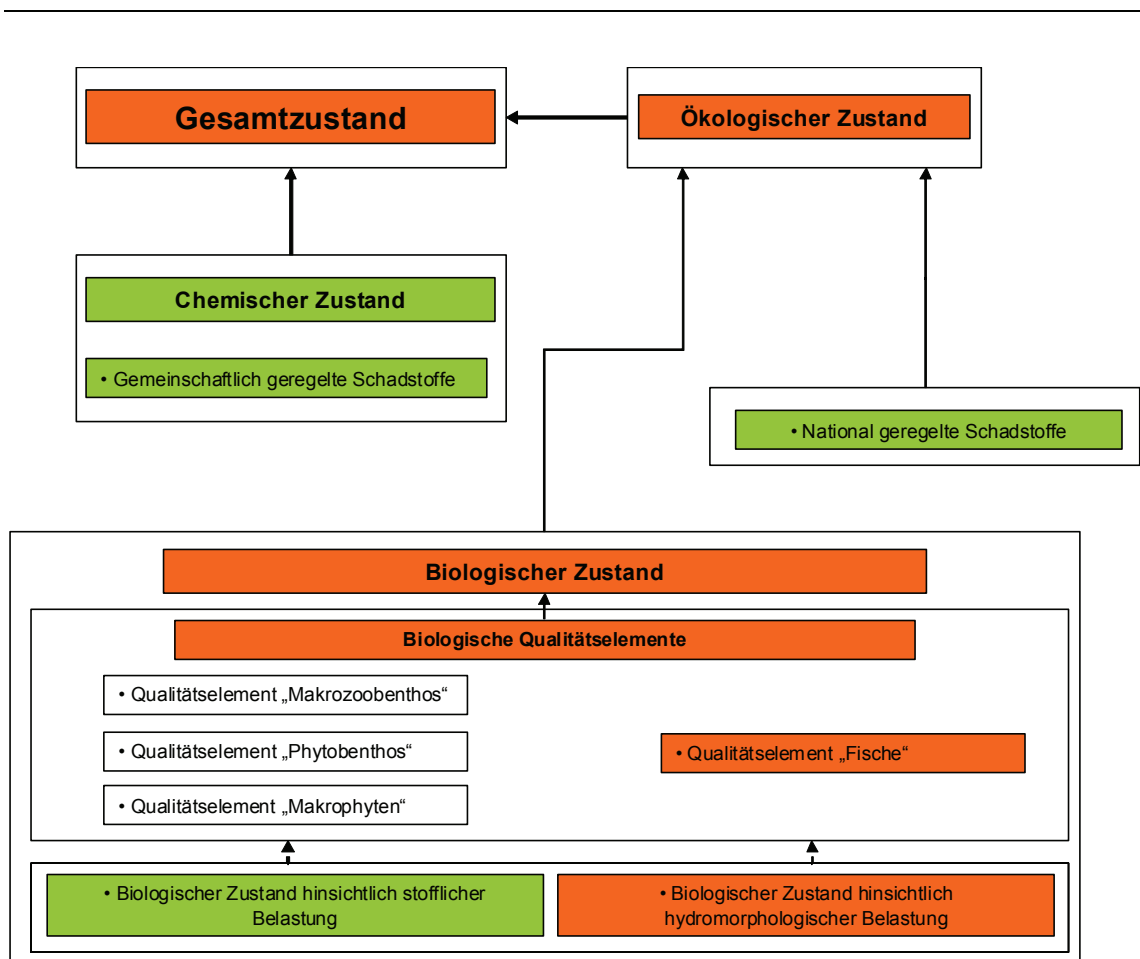 Gesamtzustand
Ökologischer Zustand
Chemischer Zustand
• Gemeinschaftlich geregelte Schadstoffe
• National geregelte Schadstoffe
Biologischer Zustand
Biologische Qualitätselemente
• Qualitätselement „Makrozoobenthos“
• Qualitätselement „Phytobenthos“
• Qualitätselement „Fische“
• Qualitätselement „Makrophyten“
• Biologischer Zustand hinsichtlich stofflicher
Belastung
• Biologischer Zustand hinsichtlich
hydromorphologischer Belastung